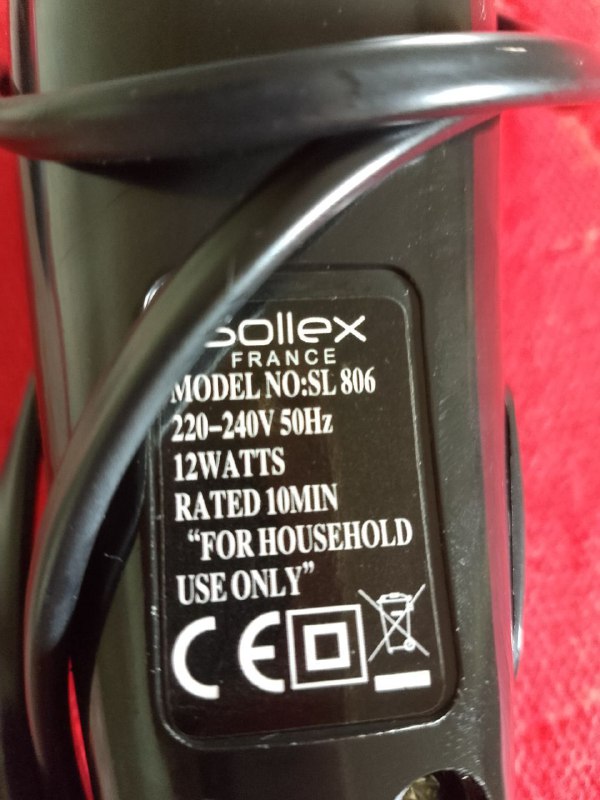 sollex
FRANCE
MODEL NO:SL 806
220-240V 50Hz
12WATTS
RATED 10MIN
“FOR HOUSEHOLD
USE ONLY”
CE